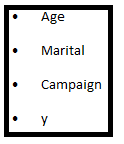 • Age
• Marital
• Campaign
• y